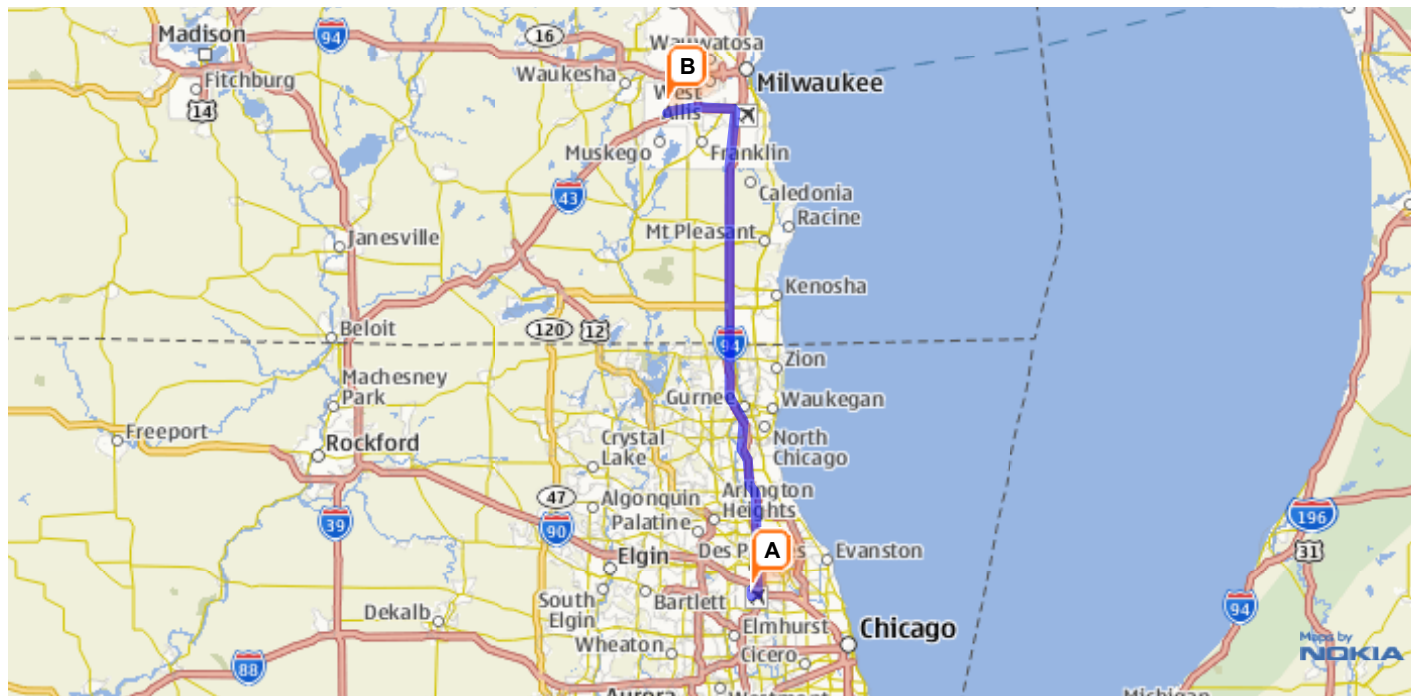 94
16
Wauwatosa
Madison
Waukesha
B
Milwaukee
Fitchburg
West
Allis
14
Muskego
Franklin
43
Caledonia
Racine
Janesville
Mt Pleasant
Kenosha
Beloit
120
12
94
Zion
Machesney
Park
Gurnee
Waukegan
Freeport
Rockford
Crystal
Lake
North
Chicago
47
Algonquin
Arlington
Heights
39
90
Palatine
196
31
Elgin
A
Evanston
South
Elgin
Bartlett
Dekalb
Elmhurst
Chicago
94
Wheaton
Cicero
88
Maps by
NOKIA
Aurora
Westmont
Michigan